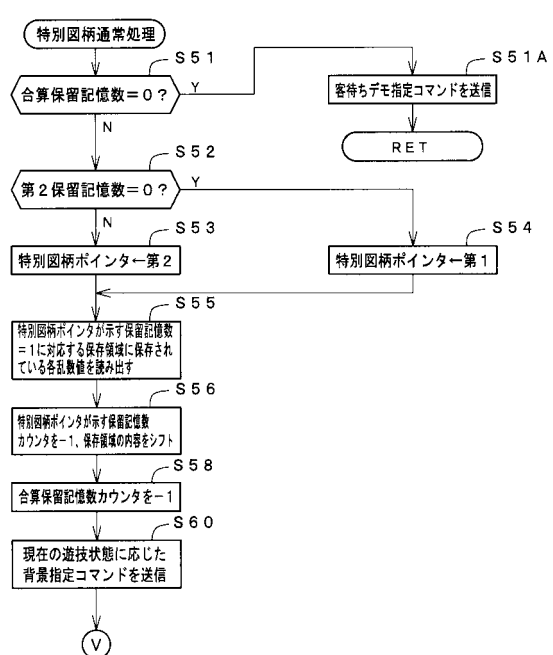 特別図柄通常処理
S51
合算保留記憶数=0?
Y
N
S51A
客待ちデモ指定コマンドを送信
RET
S52
第2保留記憶数=0?
Y
N
S53
特別図柄ポインタ←第2
S54
特別図柄ポインタ←第1
S55
特別図柄ポインタが示す保留記憶数
=1に対応する保存領域に保存され
ている各乱数値を読み出す
S56
特別図柄ポインタが示す保留記憶数
カウンタを-1、保存領域の内容をシフト
S58
合算保留記憶数カウンタを-1
S60
現在の遊技状態に応じた
背景指定コマンドを送信
V